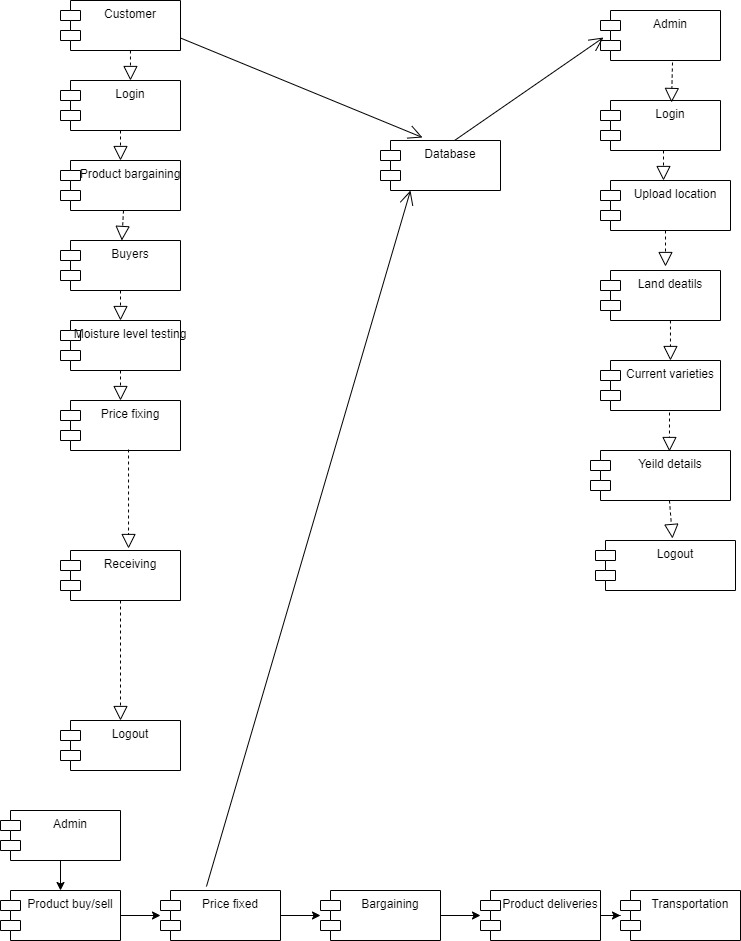 Customer
Login
Product bargaining
Buyers
Moisture level testing
Price fixing
Receiving
Logout
Database
Admin
Login
Upload location
Land deatils
Current varieties
Yeild details
Logout
Admin
Product buy/sell
Price fixed
Bargaining
Product deliveries
Transportation